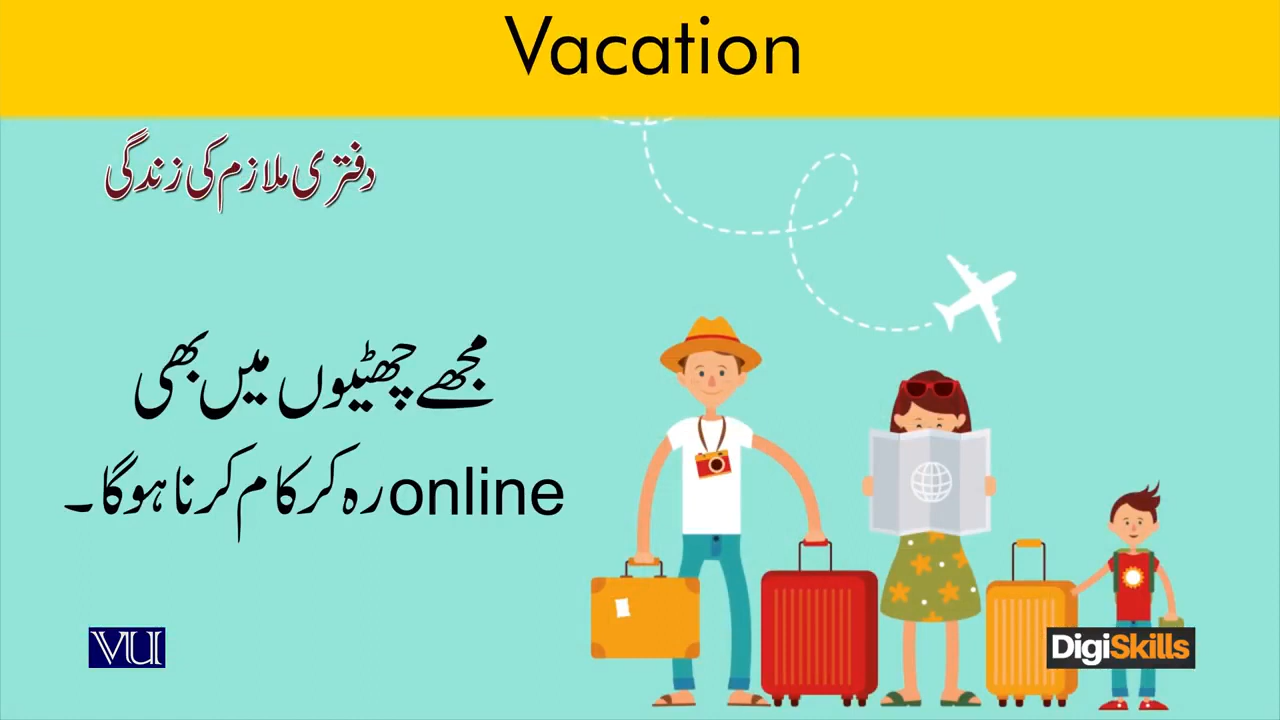 Vacation
دفتری ملازم کی زندگی
مجھے چھٹیوں میں بھی
online رہ کر کام کرنا ہوگا۔
VU
DigiSkills